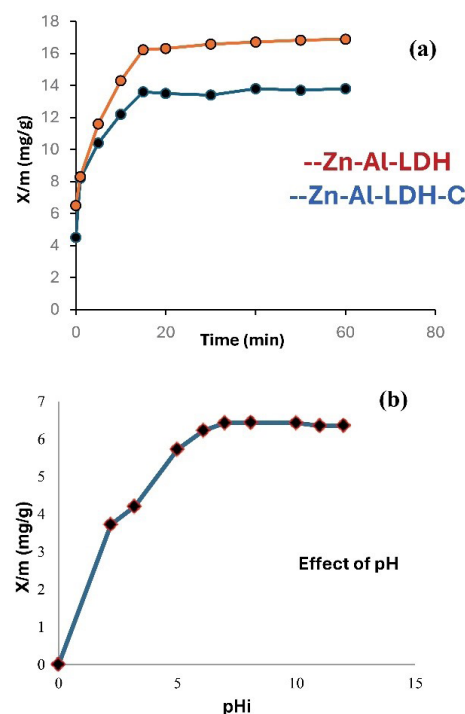 18
16
14
12
10
8
6
4
2
0
X/m (mg/g)
(a)
--Zn-Al-LDH
--Zn-Al-LDH-C
0 20 40 60 80
Time (min)
(b)
7
6
5
4
3
2
1
0
X/m (mg/g)
Effect of pH
0 5 10 15
pHi